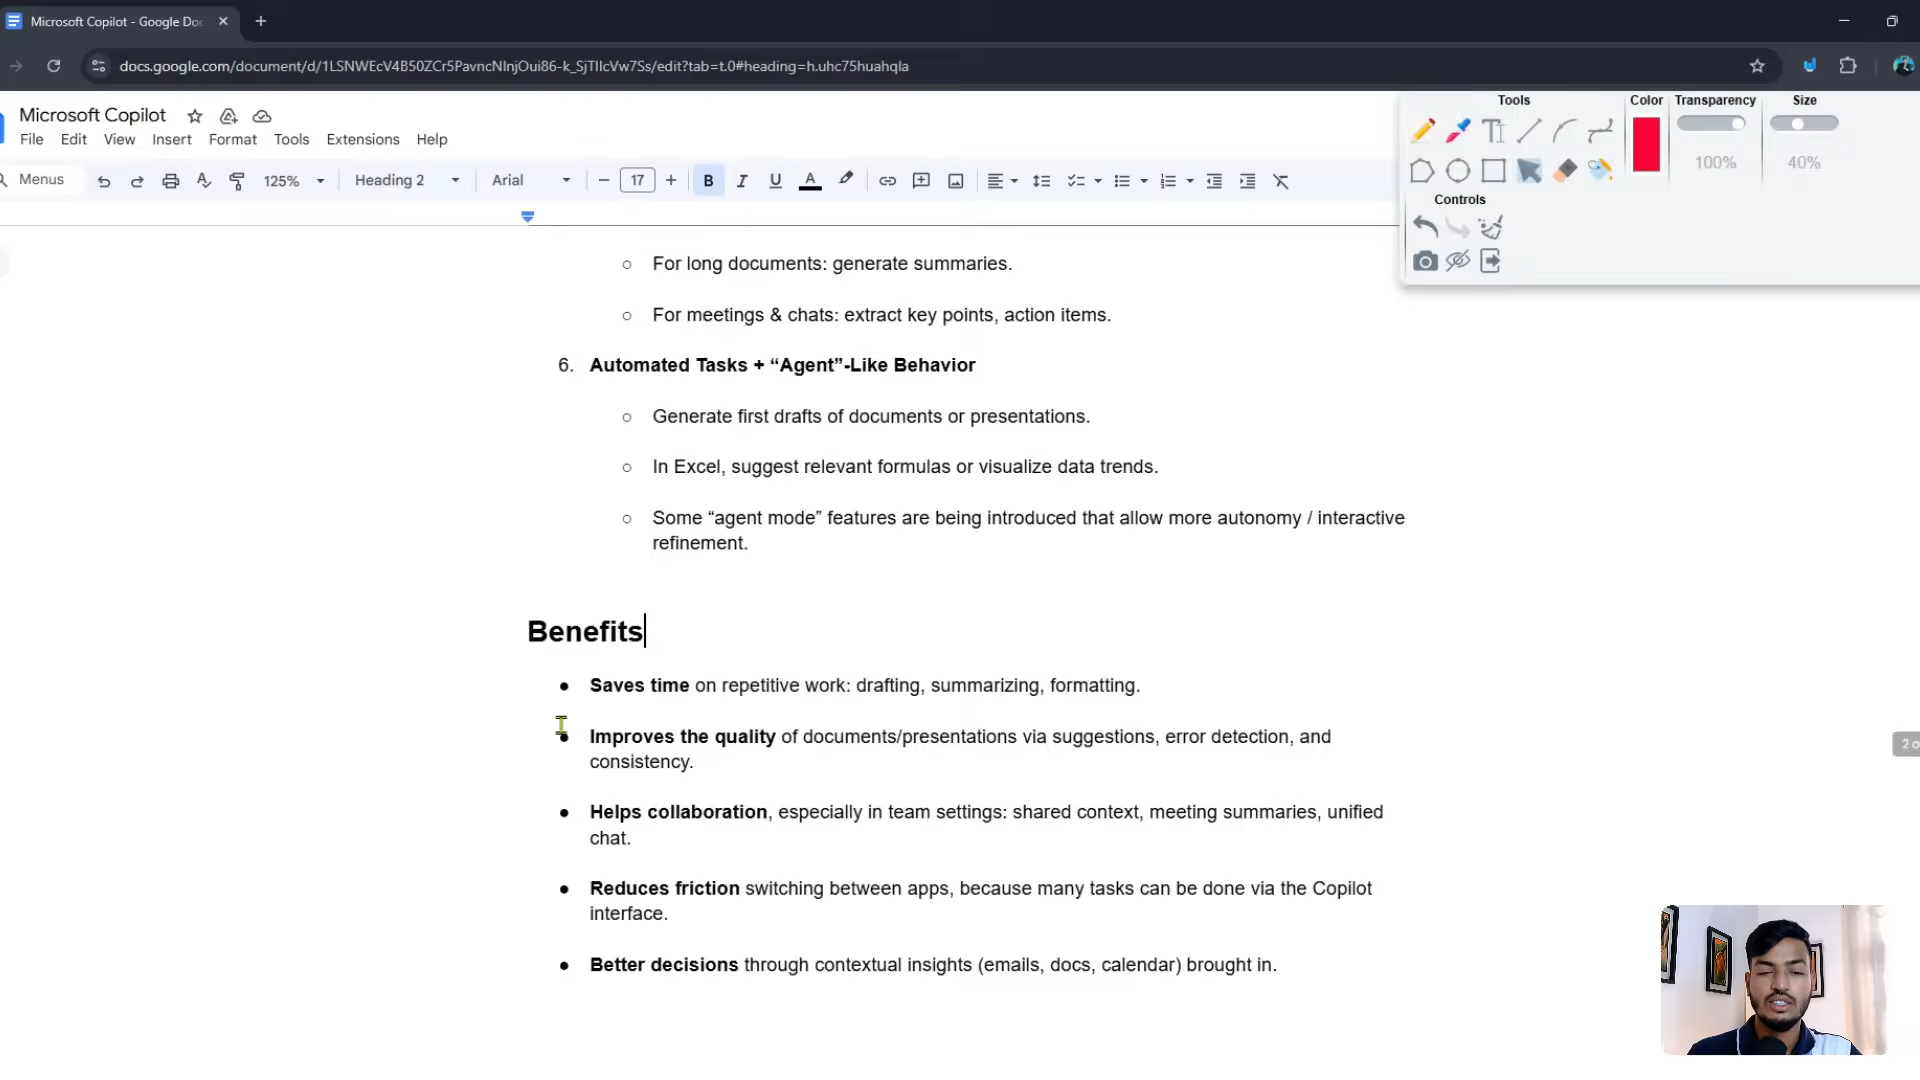 Microsoft Copilot - Google Doc
docs.google.com/document/d/1LSNWEcV4B50ZCr5PavncNInjOui86-k_SjTIIcVw7Ss/edit?tab=t.0#heading=h.uhc75huahqla
Microsoft Copilot
File Edit View Insert Format Tools Extensions Help
Menus 125% Heading 2 Arial 17 B I U A
Tools Color Transparency Size
100% 40%
Controls
○ For long documents: generate summaries.
○ For meetings & chats: extract key points, action items.
6. Automated Tasks + “Agent”-Like Behavior
○ Generate first drafts of documents or presentations.
○ In Excel, suggest relevant formulas or visualize data trends.
○ Some “agent mode” features are being introduced that allow more autonomy / interactive
refinement.
Benefits
● Saves time on repetitive work: drafting, summarizing, formatting.
● Improves the quality of documents/presentations via suggestions, error detection, and
consistency.
● Helps collaboration, especially in team settings: shared context, meeting summaries, unified
chat.
● Reduces friction switching between apps, because many tasks can be done via the Copilot
interface.
● Better decisions through contextual insights (emails, docs, calendar) brought in.
2 o